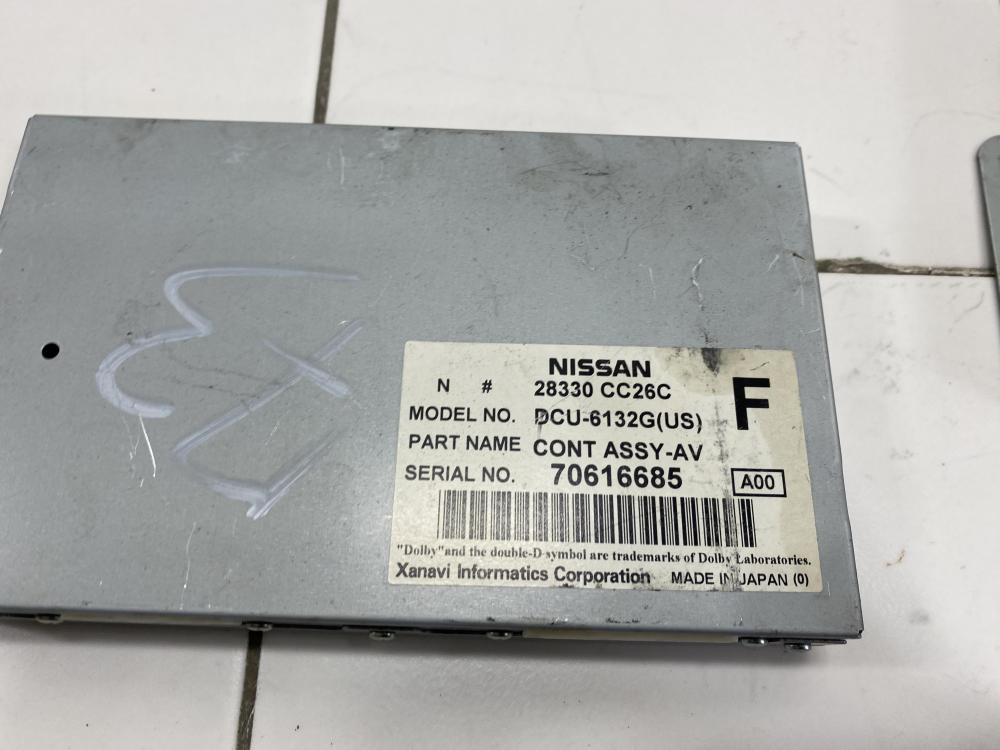 NISSAN
N # 28330 CC26C
F
MODEL NO. DCU-6132G(US)
PART NAME CONT ASSY-AV
SERIAL NO. 70616685 A00
"Dolby"and the double-D symbol are trademarks of Dolby Laboratories.
Xanavi Informatics Corporation MADE IN JAPAN (0)